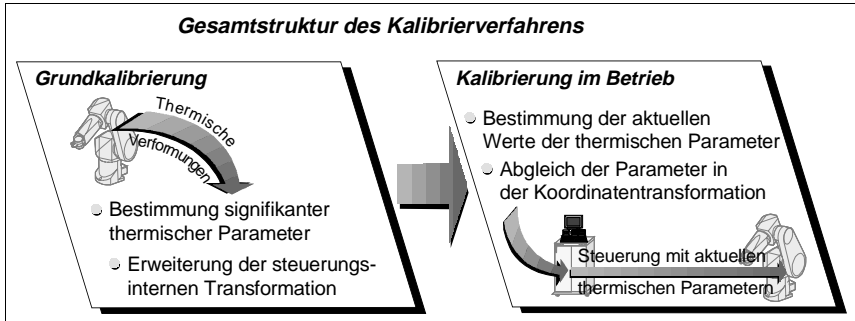 Gesamtstruktur des Kalibrierverfahrens
Grundkalibrierung
Thermische
Verformungen
Bestimmung signifikanter
thermischer Parameter
Erweiterung der steuerungs-
internen Transformation
Kalibrierung im Betrieb
Bestimmung der aktuellen
Werte der thermischen Parameter
Abgleich der Parameter in
der Koordinatentransformation
Steuerung mit aktuellen
thermischen Parametern